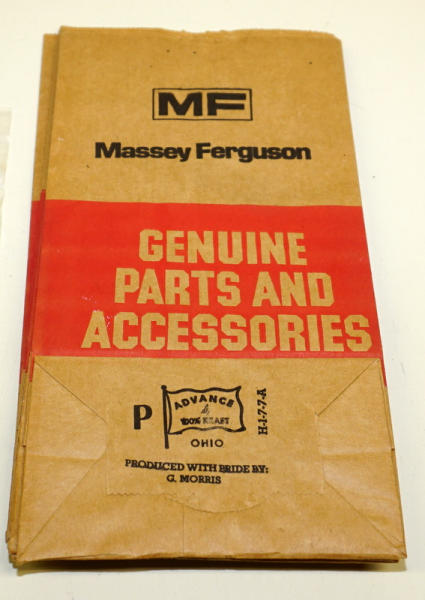 MF
Massey Ferguson
GENUINE
PARTS AND
ACCESSORIES
P
ADVANCE
100% KRAFT
OHIO
H-1-7-7-A
PRODUCED WITH PRIDE BY:
G. MORRIS